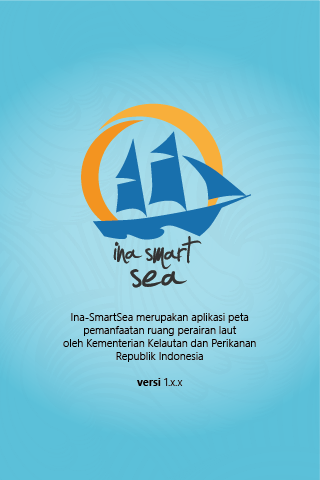 ina smart
sea
Ina-SmartSea merupakan aplikasi peta
pemanfaatan ruang perairan laut
oleh Kementerian Kelautan dan Perikanan
Republik Indonesia
versi 1.x.x